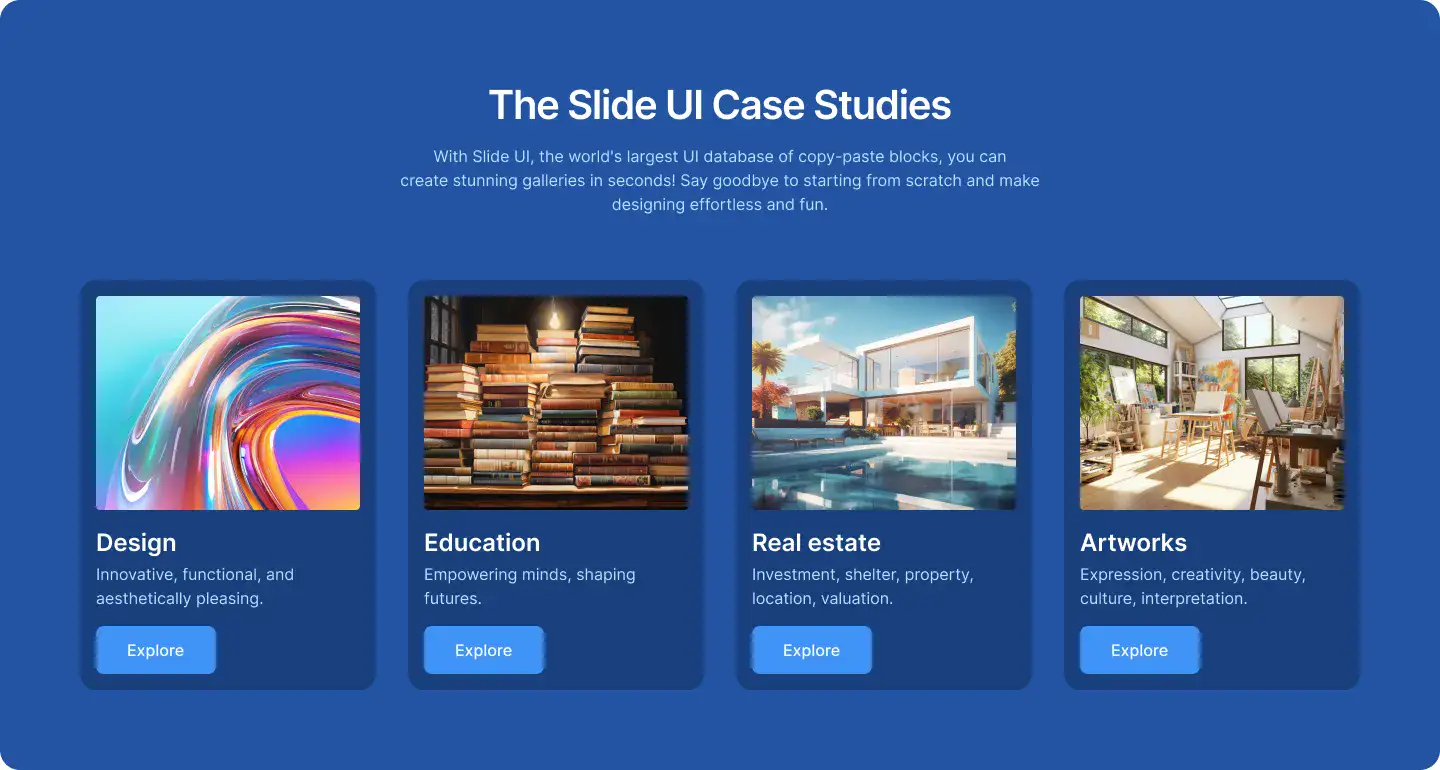 The Slide UI Case Studies
With Slide UI, the world's largest UI database of copy-paste blocks, you can
create stunning galleries in seconds! Say goodbye to starting from scratch and make
designing effortless and fun.
Design
Innovative, functional, and
aesthetically pleasing.
Explore
Education
Empowering minds, shaping
futures.
Explore
Real estate
Investment, shelter, property,
location, valuation.
Explore
Artworks
Expression, creativity, beauty,
culture, interpretation.
Explore